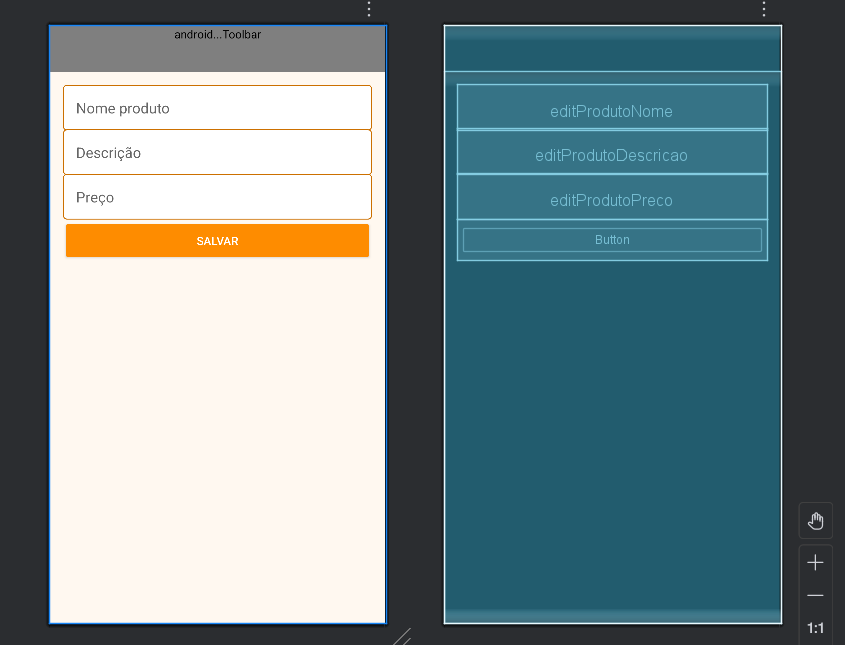 android...Toolbar
Nome produto
Descrição
Preço
SALVAR
editProdutoNome
editProdutoDescricao
editProdutoPreco
Button
1:1